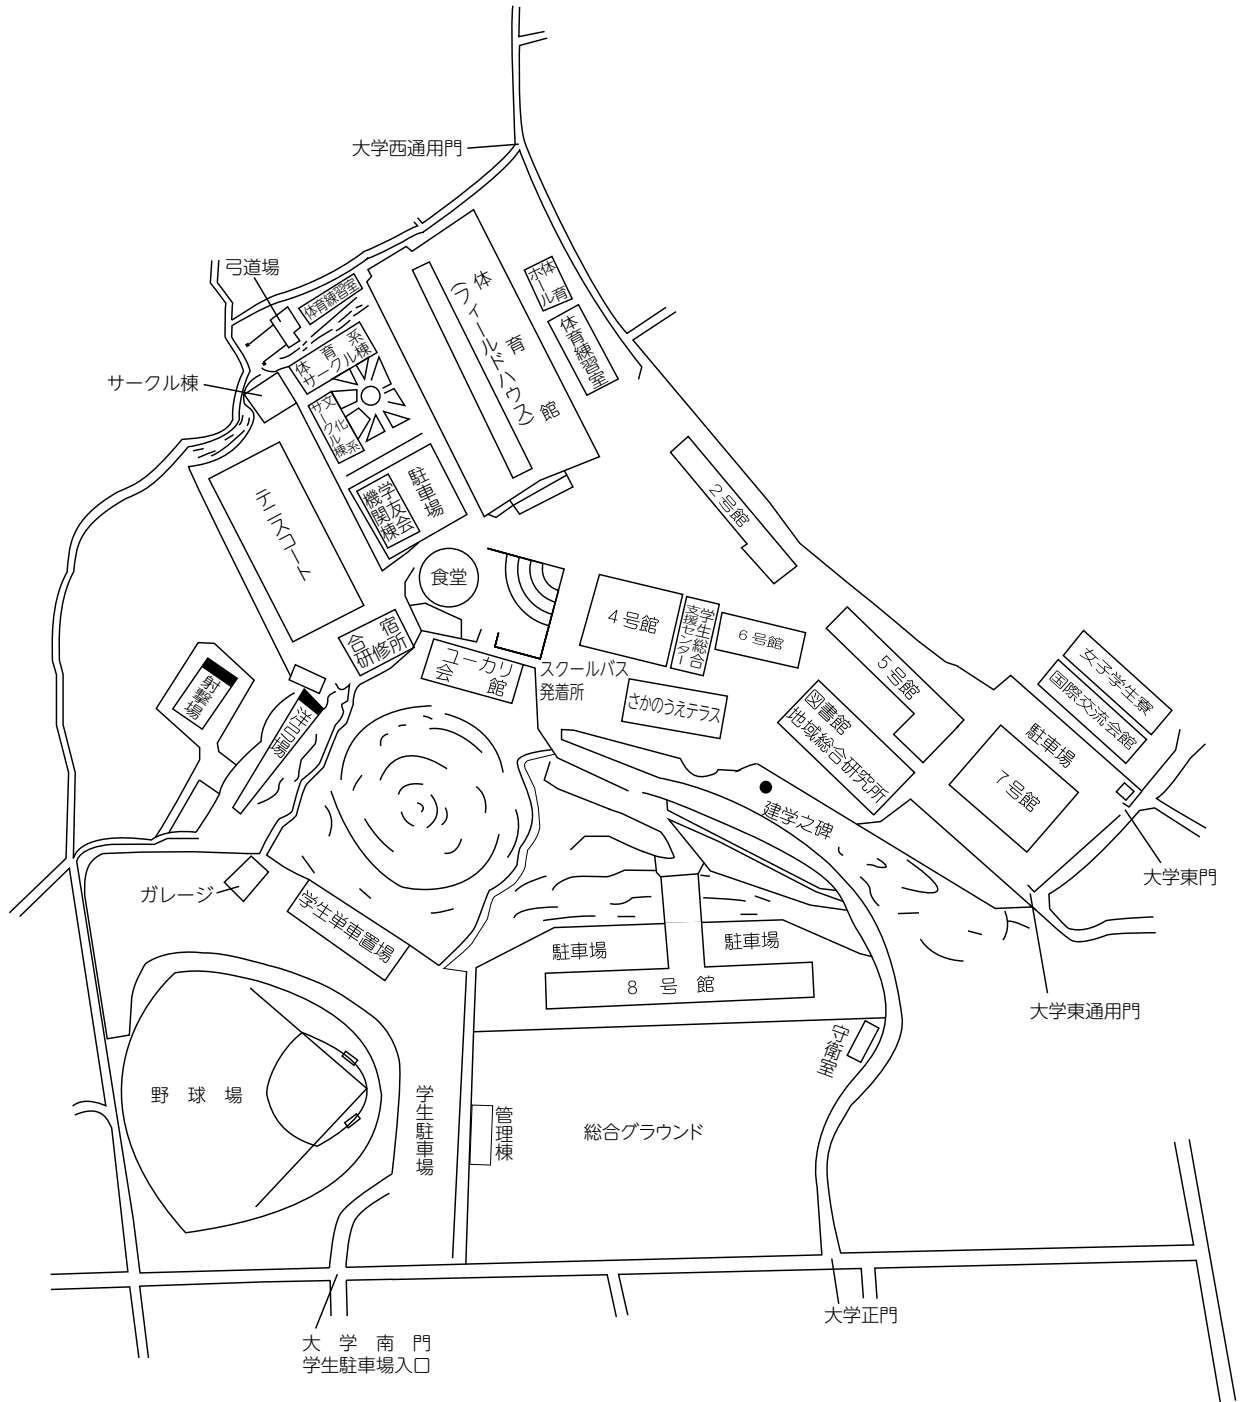 大学西通用門
弓道場
体育練習室
体育
ホール
体育館
(フィールドハウス)
体育練習室
体育系
サークル棟
サークル棟
文化系
サークル棟
駐車場
学友会
機関棟
テニスコート
2号館
食堂
4号館
学生総合
支援センター
6号館
合宿
研修所
ユーカリ
会館
スクールバス
発着所
さかのうえテラス
5号館
女子学生寮
国際交流会館
駐車場
図書館
地域総合研究所
7号館
射撃場
洋弓場
建学之碑
大学東門
ガレージ
学生単車置場
駐車場
駐車場
8号館
大学東通用門
守衛室
野球場
学生駐車場
管理棟
総合グラウンド
大学正門
大学南門
学生駐車場入口